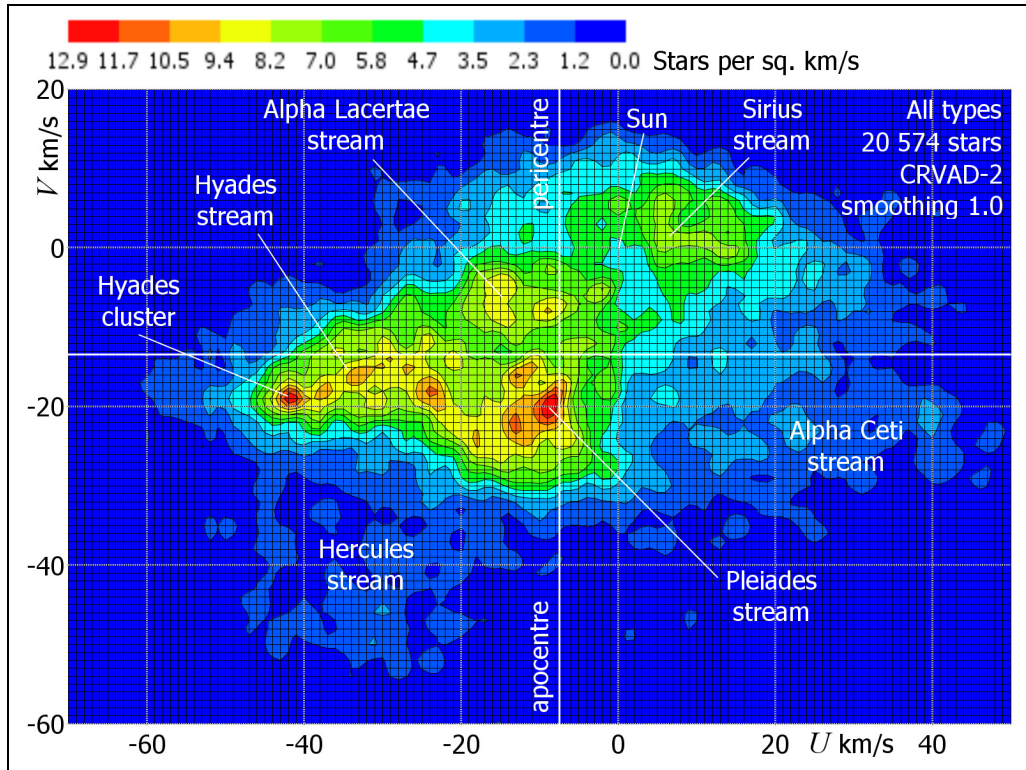 12.9 11.7 10.5 9.4 8.2 7.0 5.8 4.7 3.5 2.3 1.2 0.0 Stars per sq. km/s
20
0
-20
-40
-60
V km/s
Alpha Lacertae
stream
pericentre
Sun
Sirius
stream
All types
20 574 stars
CRVAD-2
smoothing 1.0
Hyades
stream
Hyades
cluster
Alpha Ceti
stream
Hercules
stream
Pleiades
stream
apocentre
-60 -40 -20 0 20 U km/s 40